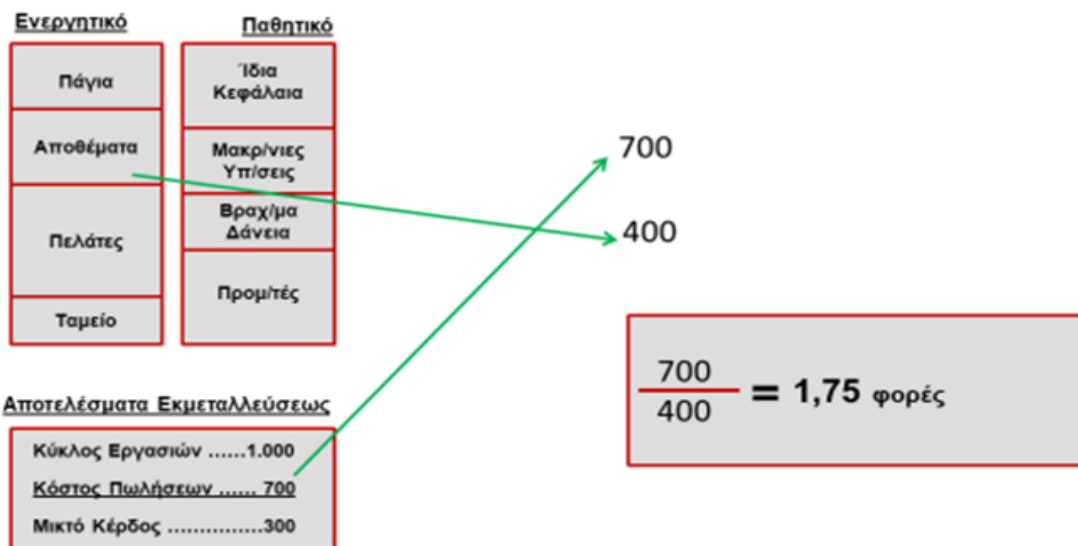 Ενεργητικό
Πάγια
Αποθέματα
Πελάτες
Ταμείο
Παθητικό
Ίδια
Κεφάλαια
Μακρ/νιες
Υπ/σεις
Βραχ/μα
Δάνεια
Προμ/τές
700
400
Αποτελέσματα Εκμεταλλεύσεως
Κύκλος Εργασιών ......1.000
Κόστος Πωλήσεων ...... 700
Μικτό Κέρδος ...............300
700
400
= 1,75 φορές